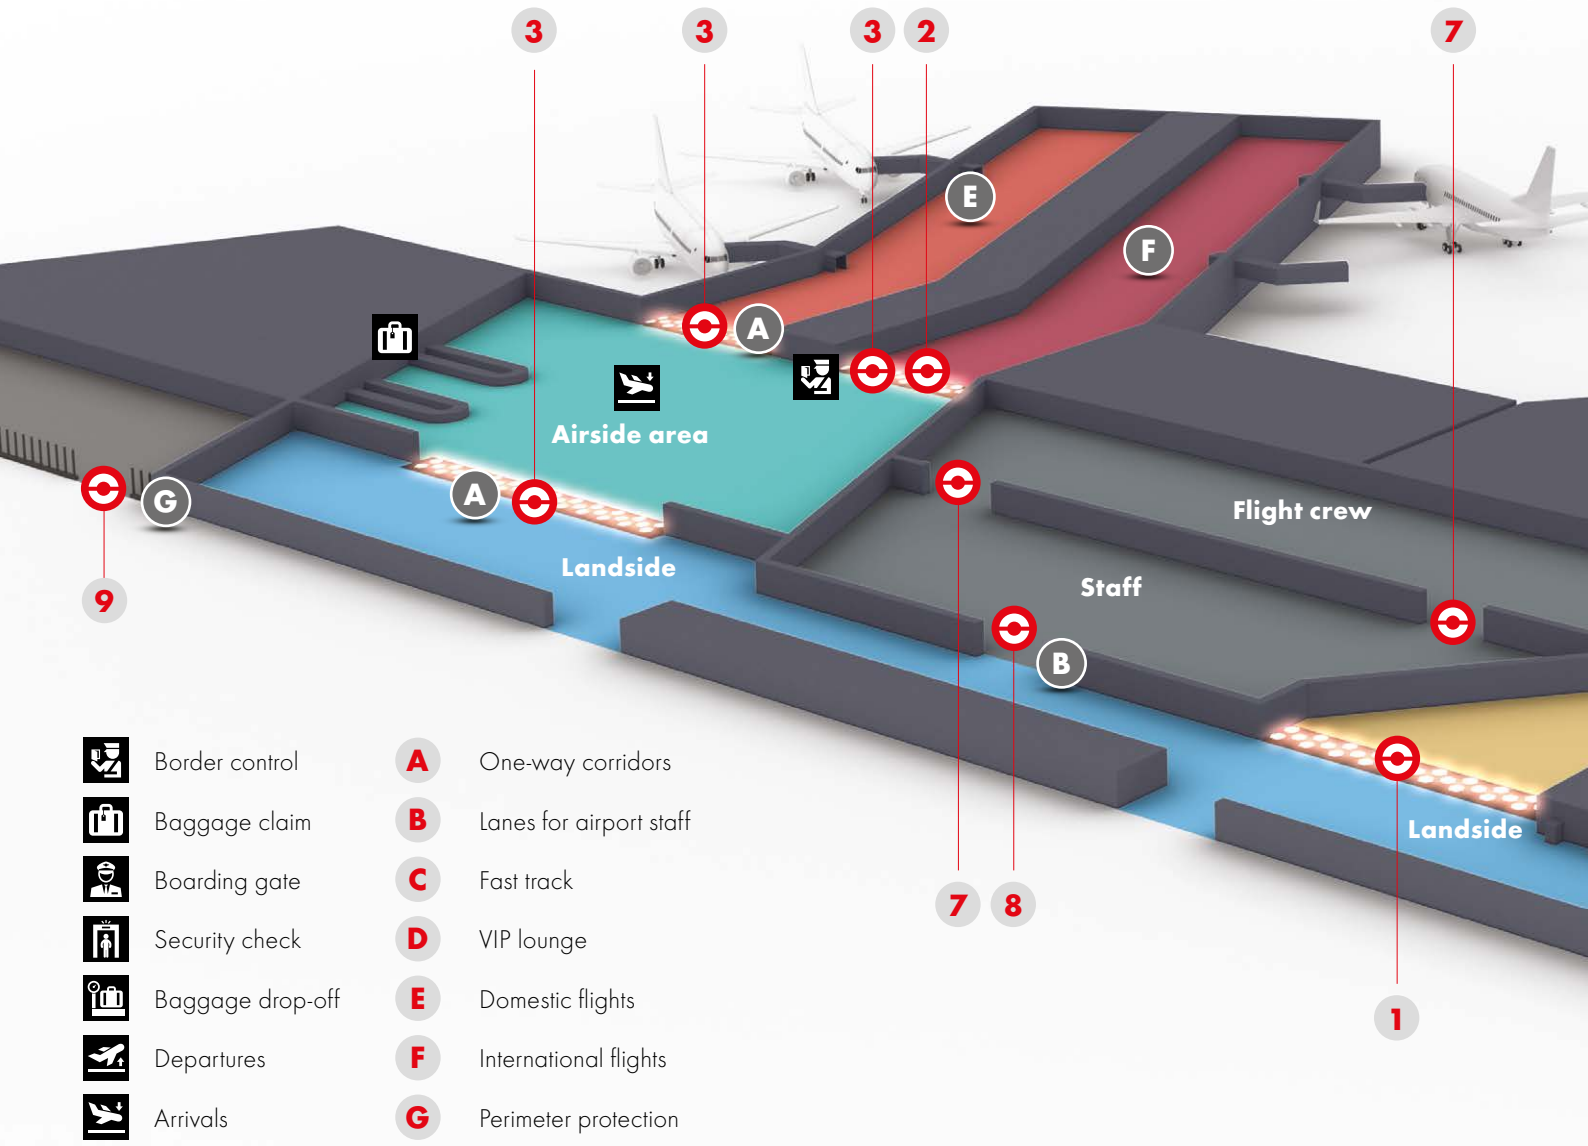 3
3
3
2
7
E
F
A
Airside area
A
G
Flight crew
Landside
Staff
9
B
Landside
7
8
1
Border control
A
One-way corridors
Baggage claim
B
Lanes for airport staff
Boarding gate
C
Fast track
Security check
D
VIP lounge
Baggage drop-off
E
Domestic flights
Departures
F
International flights
Arrivals
G
Perimeter protection